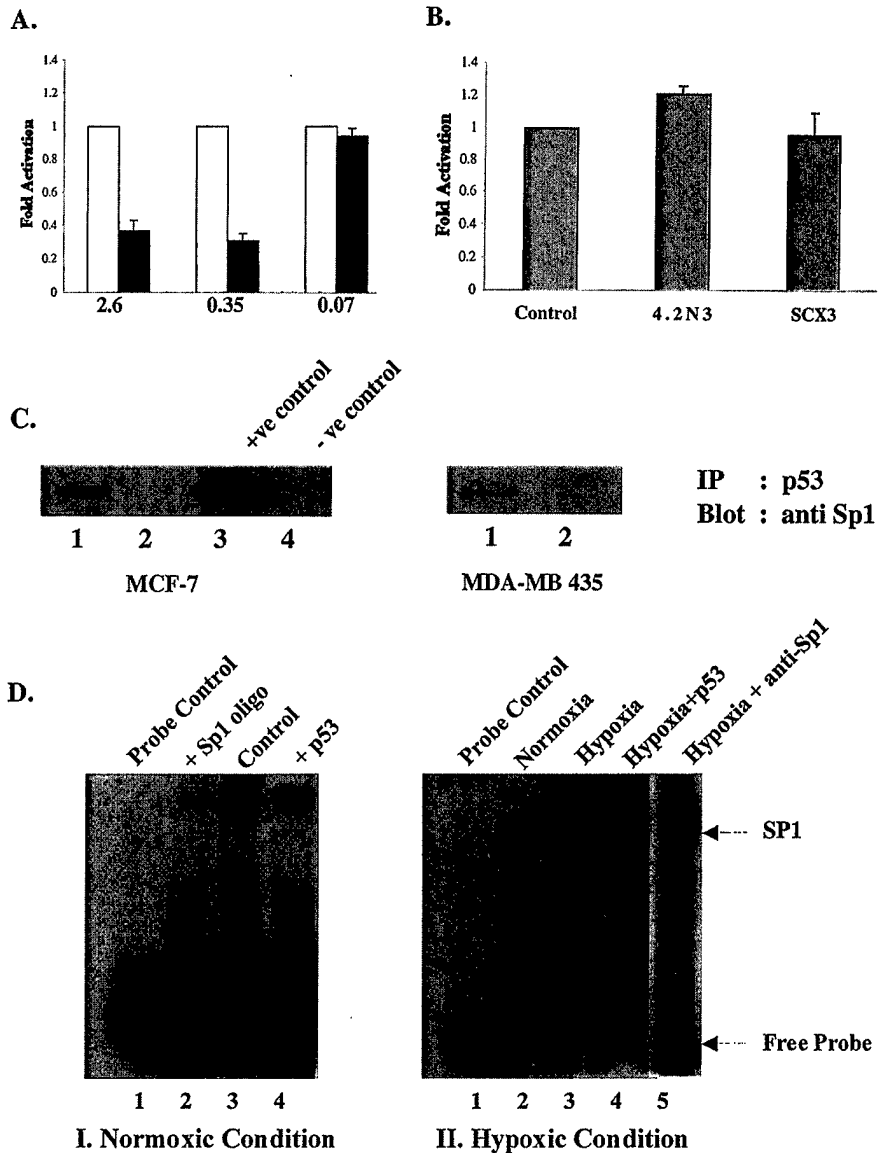 A.
B.
Fold Activation
1.4
1.2
1
0.8
0.6
0.4
0.2
0
2.6 0.35 0.07
Fold Activation
1.4
1.2
1
0.8
0.6
0.4
0.2
0
Control 4.2N3 SCX3
C.
+ve control
- ve control
1 2 3 4
MCF-7
1 2
MDA-MB 435
IP : p53
Blot : anti Sp1
D.
Probe Control
+ Sp1 oligo
Control
+ p53
1 2 3 4
I. Normoxic Condition
Probe Control
Normoxia
Hypoxia
Hypoxia+p53
Hypoxia + anti-Sp1
SP1
Free Probe
1 2 3 4 5
II. Hypoxic Condition